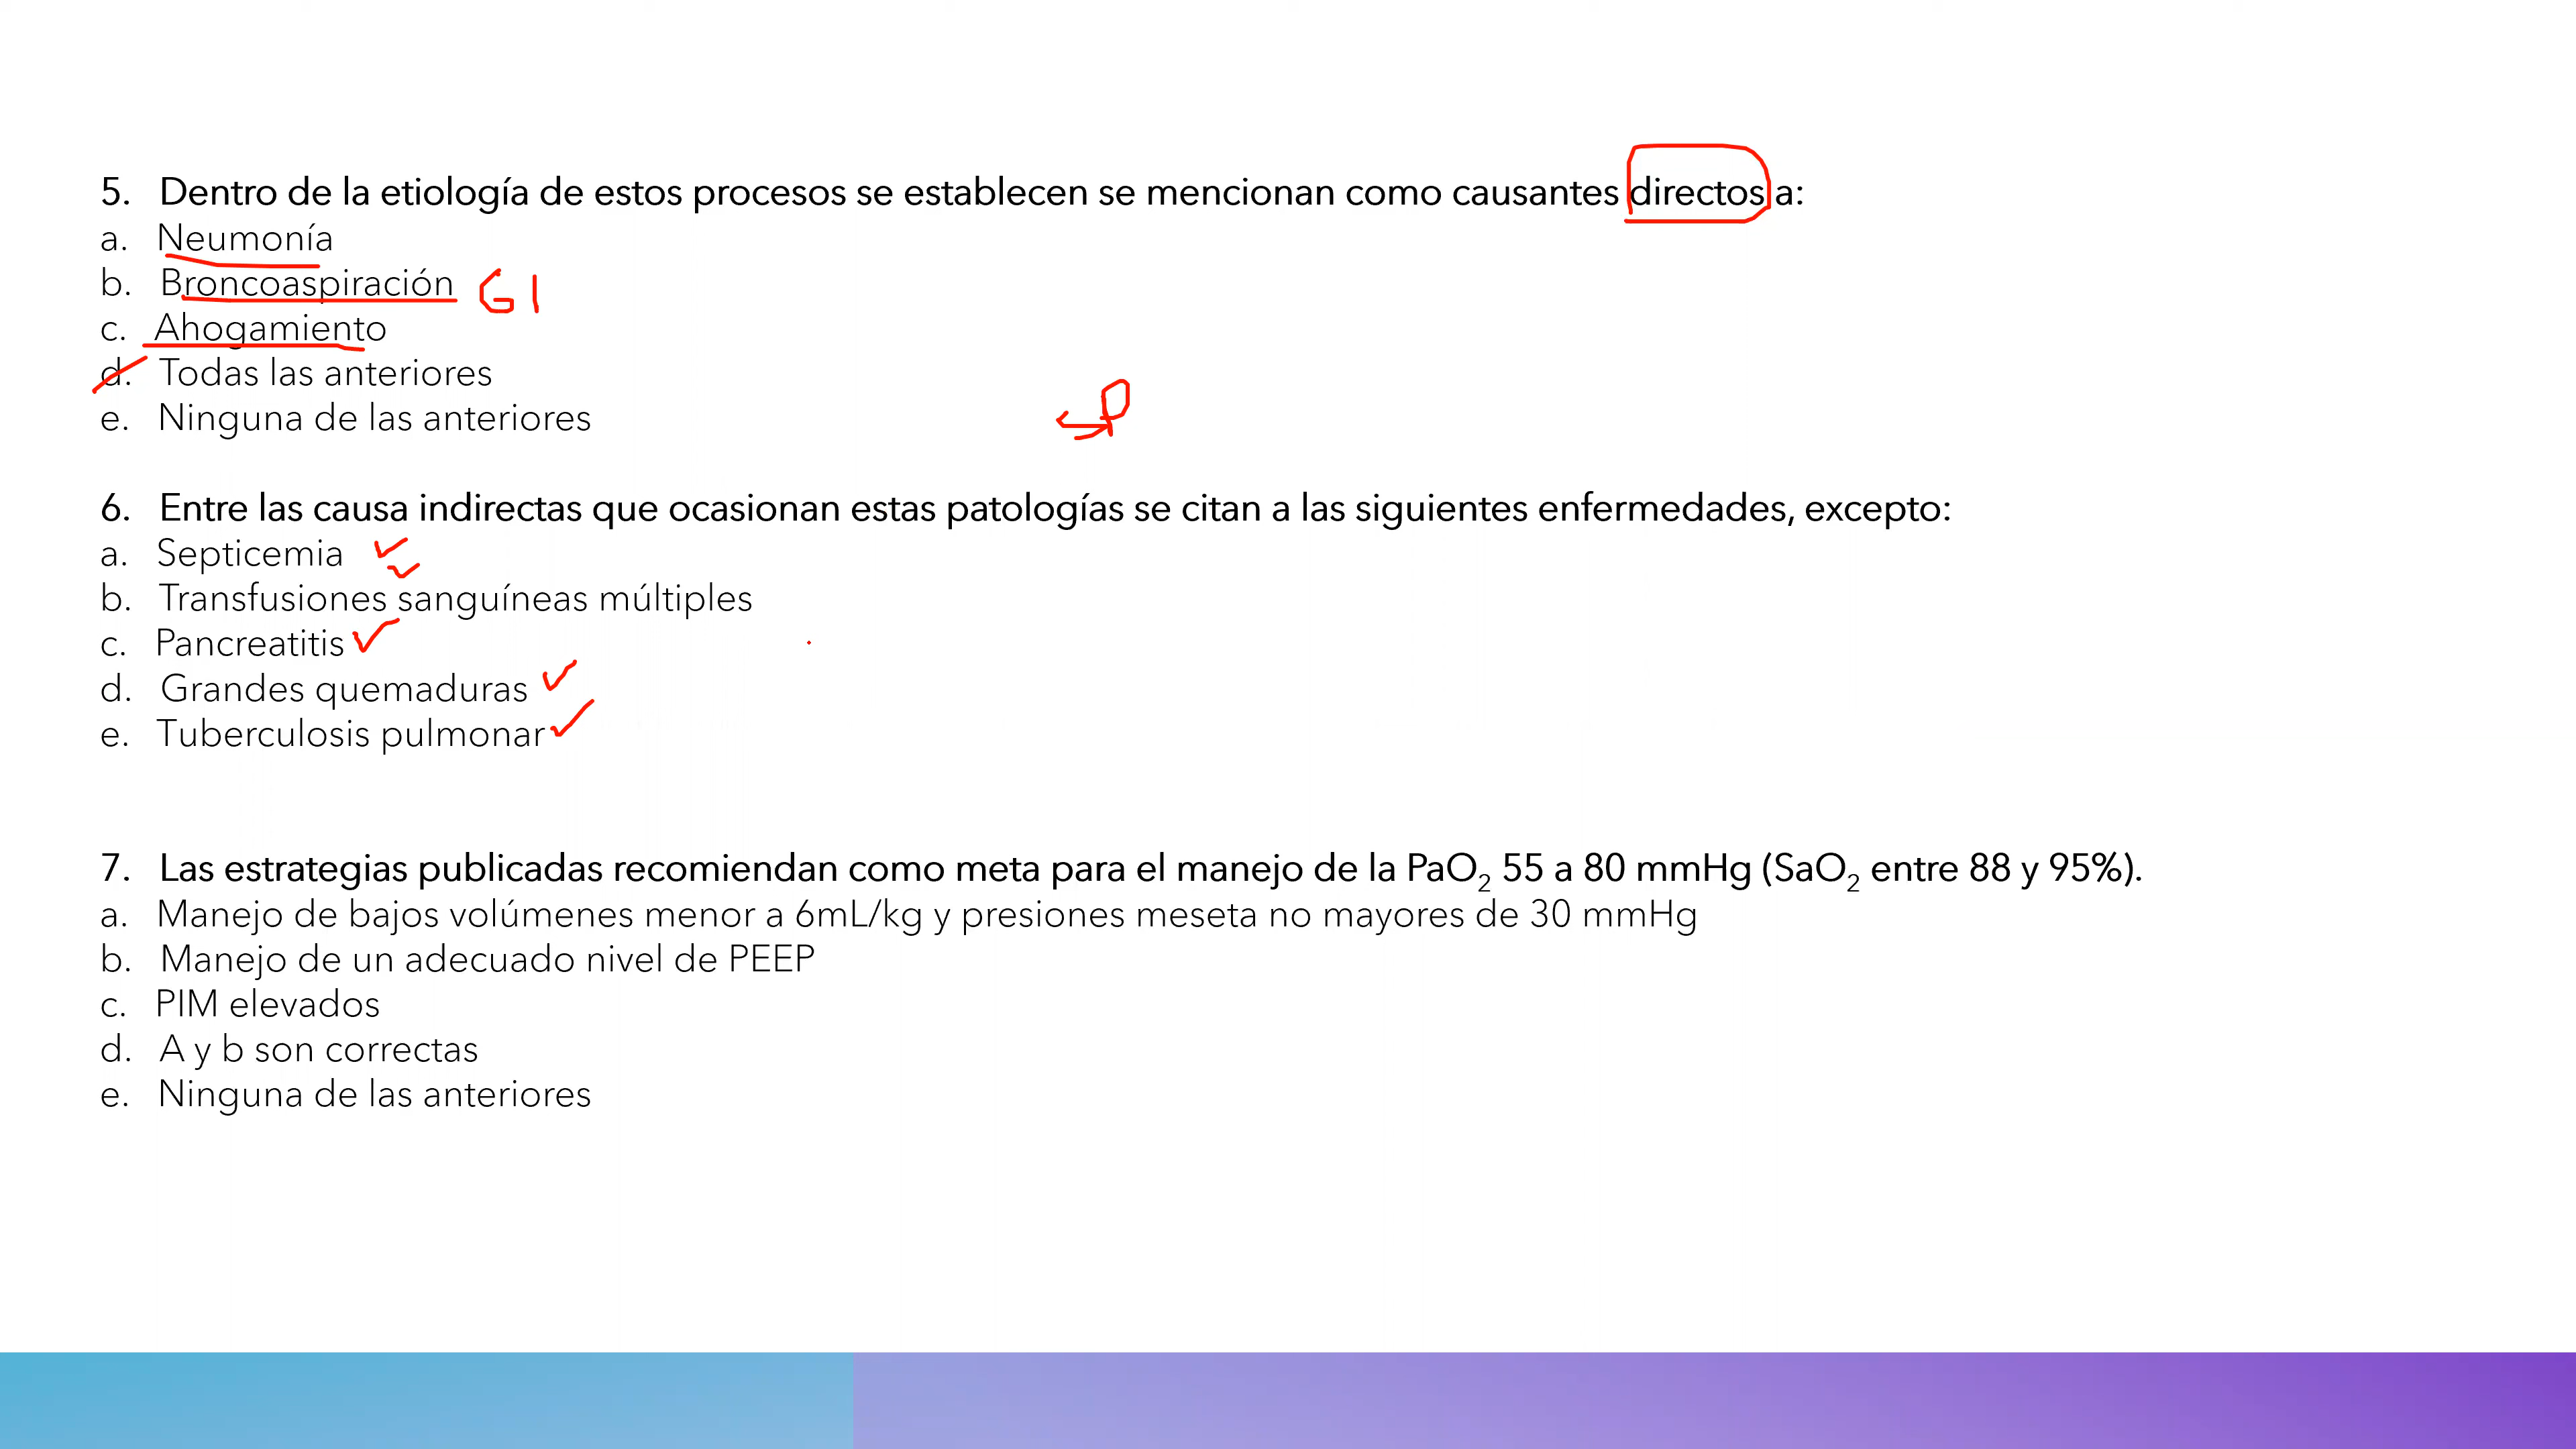 5. Dentro de la etiología de estos procesos se establecen se mencionan como causantes directos a:
a. Neumonía
b. Broncoaspiración GI
c. Ahogamiento
d. Todas las anteriores
e. Ninguna de las anteriores
6. Entre las causa indirectas que ocasionan estas patologías se citan a las siguientes enfermedades, excepto:
a. Septicemia
b. Transfusiones sanguíneas múltiples
c. Pancreatitis
d. Grandes quemaduras
e. Tuberculosis pulmonar
7. Las estrategias publicadas recomiendan como meta para el manejo de la PaO₂ 55 a 80 mmHg (SaO₂ entre 88 y 95%).
a. Manejo de bajos volúmenes menor a 6mL/kg y presiones meseta no mayores de 30 mmHg
b. Manejo de un adecuado nivel de PEEP
c. PIM elevados
d. A y b son correctas
e. Ninguna de las anteriores